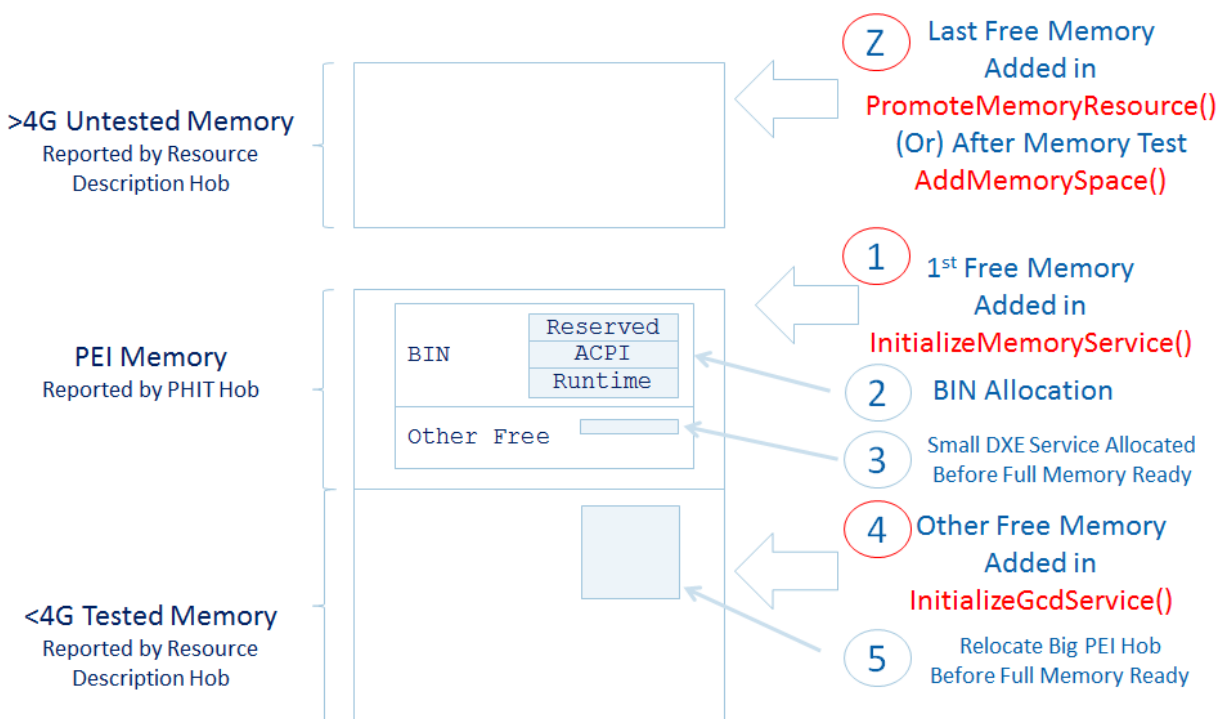 >4G Untested Memory
Reported by Resource
Description Hob
PEI Memory
Reported by PHIT Hob
<4G Tested Memory
Reported by Resource
Description Hob
BIN
Reserved
ACPI
Runtime
Other Free
Z
Last Free Memory
Added in
PromoteMemoryResource()
(Or) After Memory Test
AddMemorySpace()
1
1st Free Memory
Added in
InitializeMemoryService()
2
BIN Allocation
3
Small DXE Service Allocated
Before Full Memory Ready
4
Other Free Memory
Added in
InitializeGcdService()
5
Relocate Big PEI Hob
Before Full Memory Ready